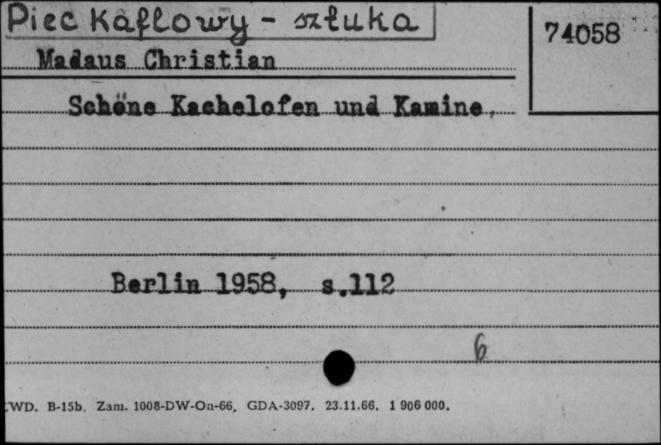 Piec Kaflowy - sztuka
74058
Madaus Christian
Schöne Kachelofen und Kamine,
Berlin 1958, s.112
6
WD. B-15b. Zam. 1008-DW-On-66. GDA-3097. 23.11.66. 1 906 000.